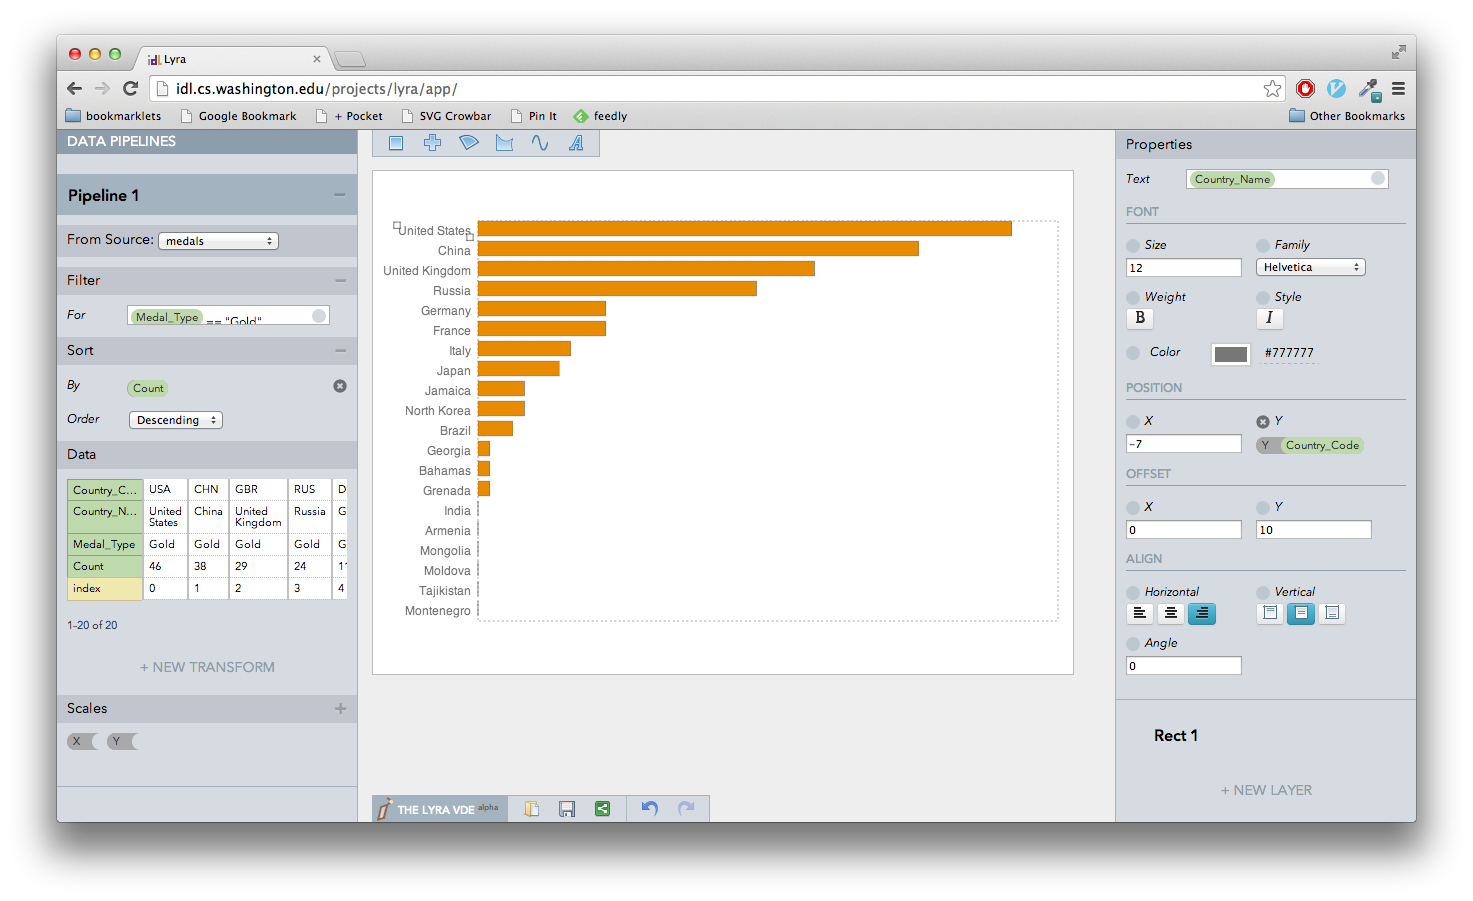 idl Lyra
idl.cs.washington.edu/projects/lyra/app/
bookmarklets Google Bookmark + Pocket SVG Crowbar Pin It feedly Other Bookmarks
DATA PIPELINES
Pipeline 1
From Source: medals
Filter
For Medal_Type == "Gold"
Sort
By Count
Order Descending
Data
Country_C... USA CHN GBR RUS D
Country_N... United States China United Kingdom Russia G
Medal_Type Gold Gold Gold Gold G
Count 46 38 29 24 11
index 0 1 2 3 4
1-20 of 20
+ NEW TRANSFORM
Scales
X Y
United States
China
United Kingdom
Russia
Germany
France
Italy
Japan
Jamaica
North Korea
Brazil
Georgia
Bahamas
Grenada
India
Armenia
Mongolia
Moldova
Tajikistan
Montenegro
THE LYRA VDE alpha
Properties
Text Country_Name
FONT
Size Family
12 Helvetica
Weight Style
B I
Color #777777
POSITION
X Y
-7 Y Country_Code
OFFSET
X Y
0 10
ALIGN
Horizontal Vertical
Angle
0
Rect 1
+ NEW LAYER